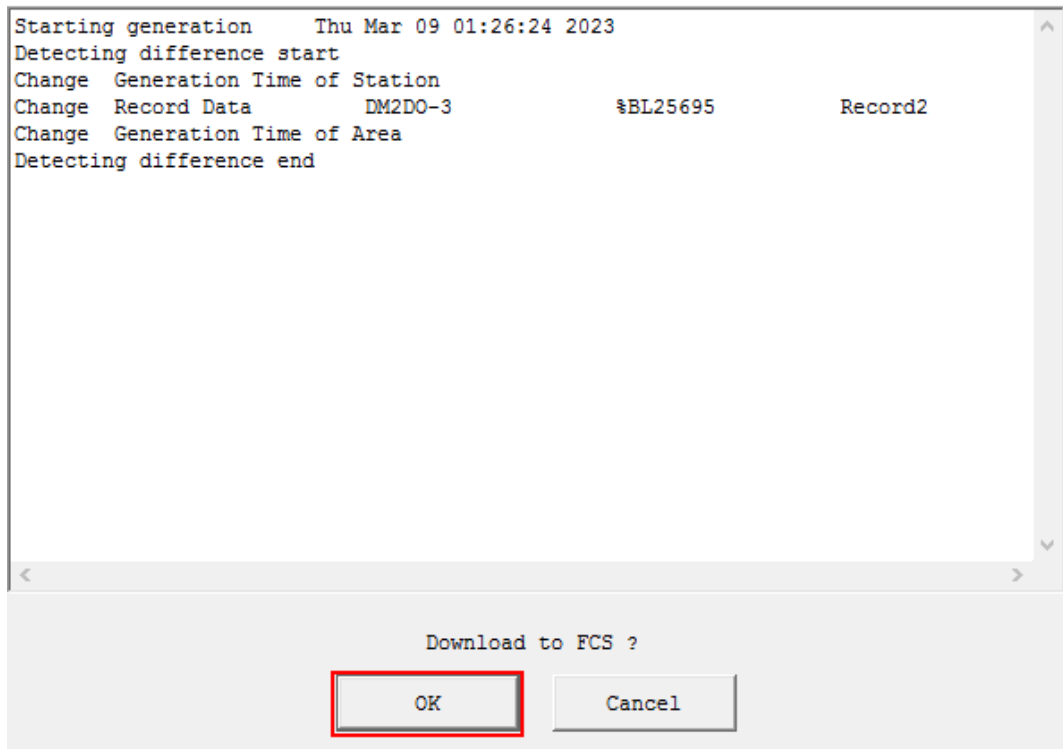 Starting generation    Thu Mar 09 01:26:24 2023
Detecting difference start
Change  Generation Time of Station
Change  Record Data        DM2DO-3             %BL25695        Record2
Change  Generation Time of Area
Detecting difference end
Download to FCS ?
OK
Cancel